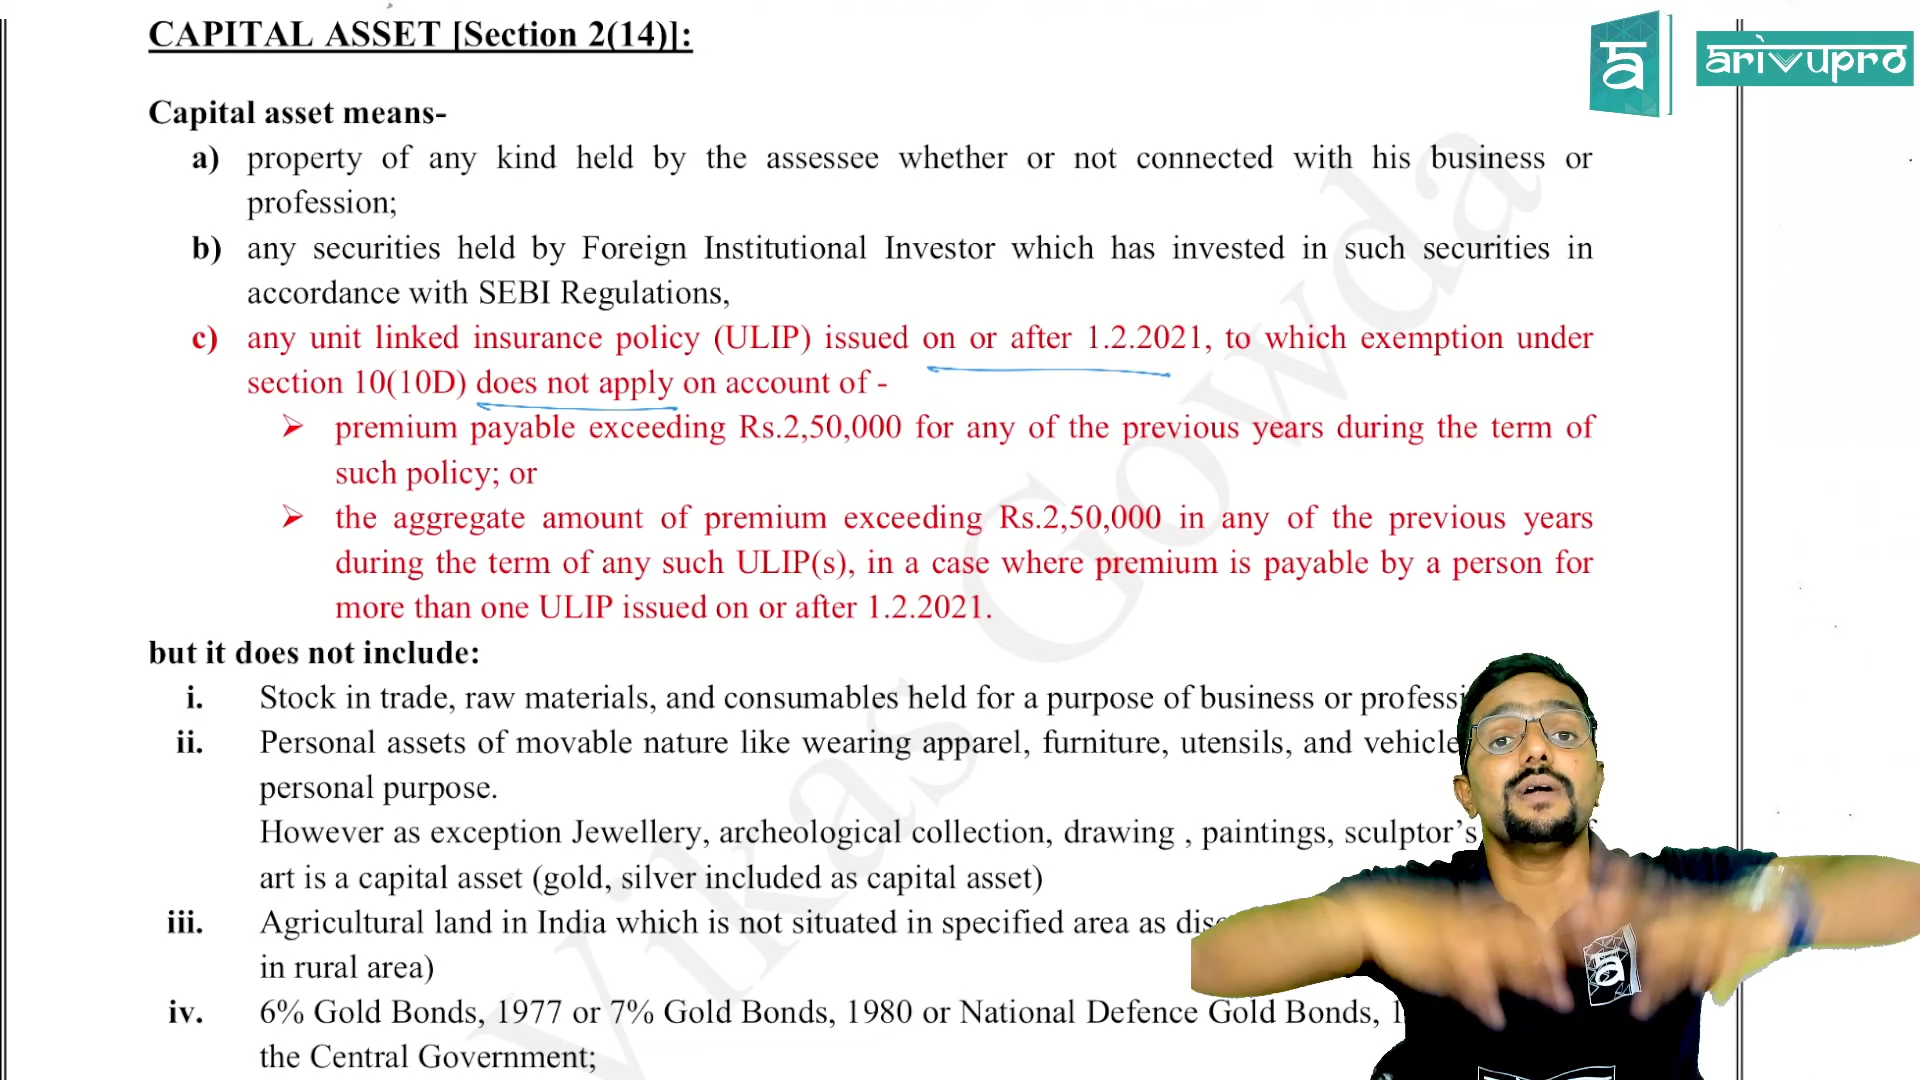 CAPITAL ASSET [Section 2(14)]:
arivupro
Capital asset means-
a) property of any kind held by the assessee whether or not connected with his business or
profession;
b) any securities held by Foreign Institutional Investor which has invested in such securities in
accordance with SEBI Regulations,
c) any unit linked insurance policy (ULIP) issued on or after 1.2.2021, to which exemption under
section 10(10D) does not apply on account of -
➢ premium payable exceeding Rs.2,50,000 for any of the previous years during the term of
such policy; or
➢ the aggregate amount of premium exceeding Rs.2,50,000 in any of the previous years
during the term of any such ULIP(s), in a case where premium is payable by a person for
more than one ULIP issued on or after 1.2.2021.
but it does not include:
i. Stock in trade, raw materials, and consumables held for a purpose of business or
ii. Personal assets of movable nature like wearing apparel, furniture, utensils, and
personal purpose.
However as exception Jewellery, archeological collection, drawing , paintings, sculptor’s
art is a capital asset (gold, silver included as capital asset)
iii. Agricultural land in India which is not situated in specified area as
in rural area)
iv. 6% Gold Bonds, 1977 or 7% Gold Bonds, 1980 or National Defence Gold Bonds,
the Central Government;
Vikas Gowda